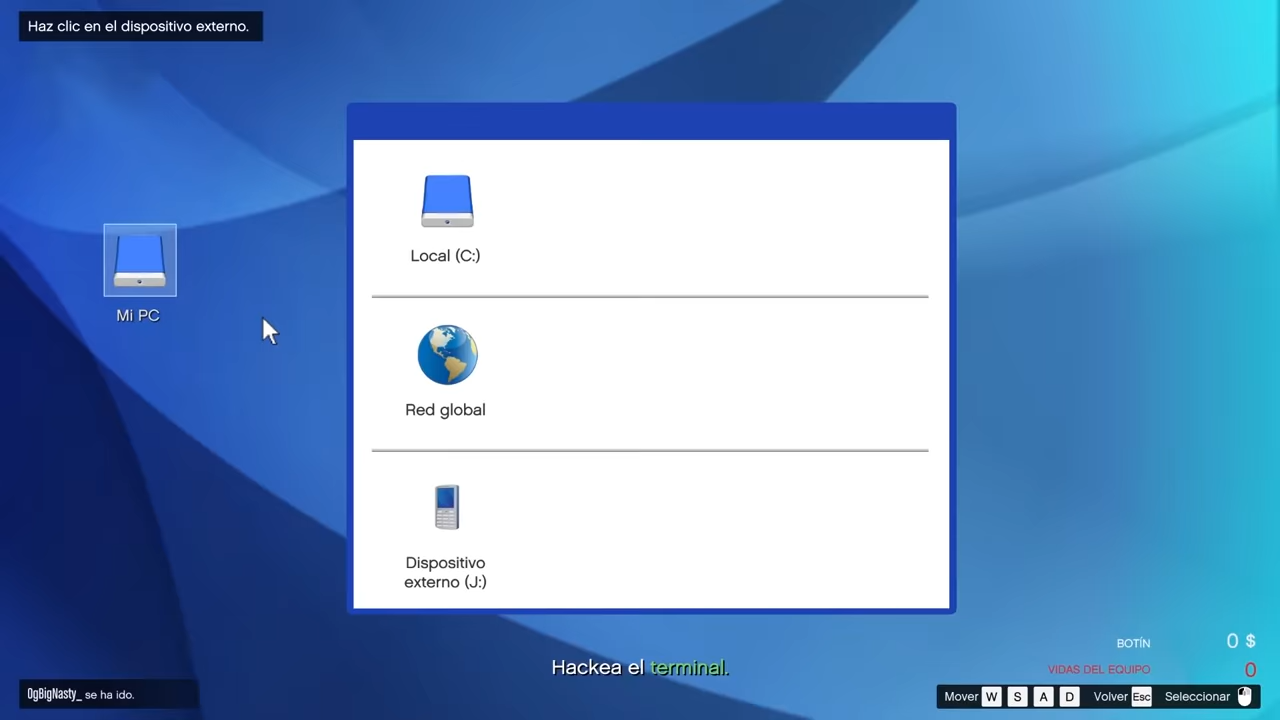 Haz clic en el dispositivo externo.
Local (C:)
Mi PC
Red global
Dispositivo
externo (J:)
BOTÍN 0 $
Hackea el terminal.
VIDAS DEL EQUIPO 0
OgBigNasty_ se ha ido.
Mover W S A D Volver Esc Seleccionar